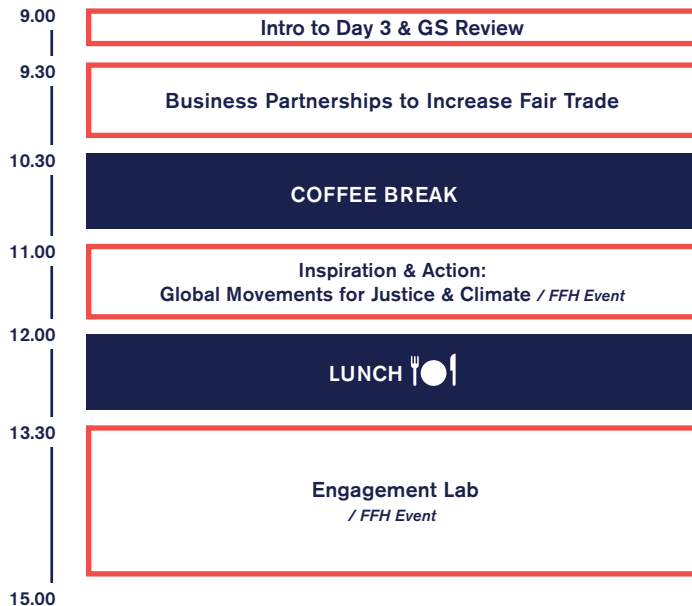 9.00
Intro to Day 3 & GS Review
9.30
Business Partnerships to Increase Fair Trade
10.30
COFFEE BREAK
11.00
Inspiration & Action:
Global Movements for Justice & Climate / FFH Event
12.00
LUNCH
13.30
Engagement Lab
/ FFH Event
15.00